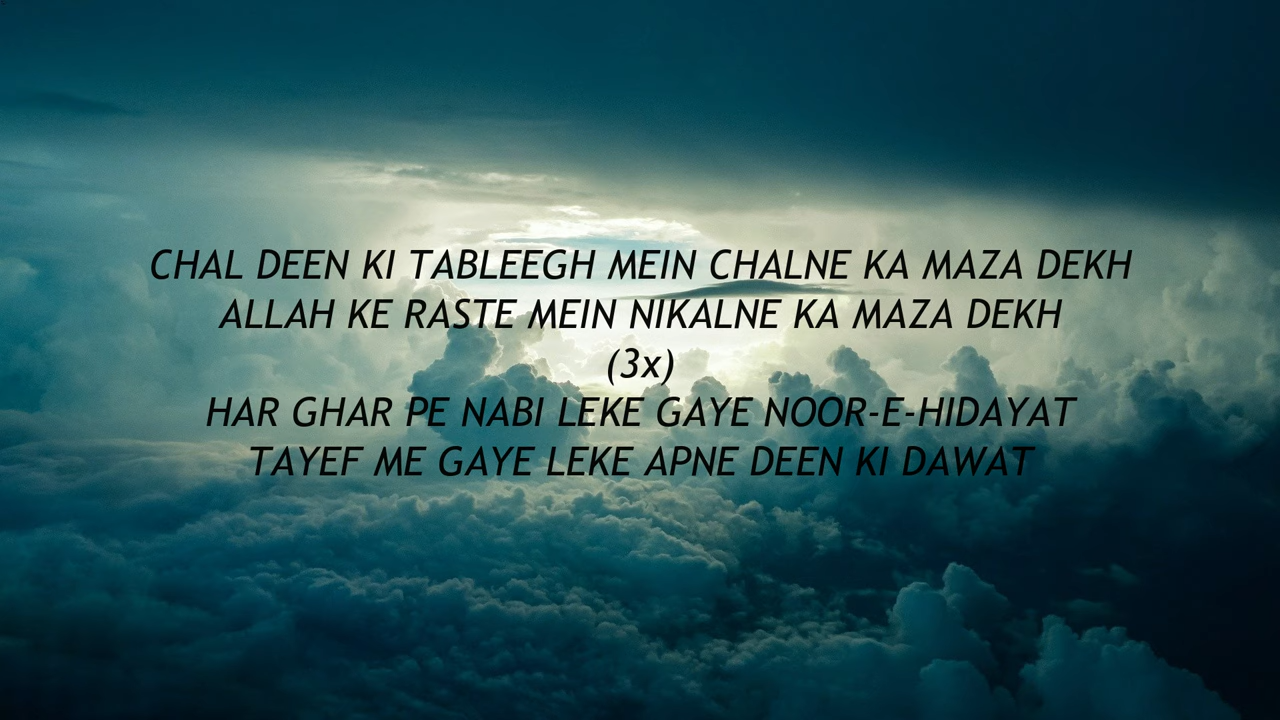 CHAL DEEN KI TABLEEGH MEIN CHALNE KA MAZA DEKH
ALLAH KE RASTE MEIN NIKALNE KA MAZA DEKH
(3x)
HAR GHAR PE NABI LEKE GAYE NOOR-E-HIDAYAT
TAYEF ME GAYE LEKE APNE DEEN KI DAWAT